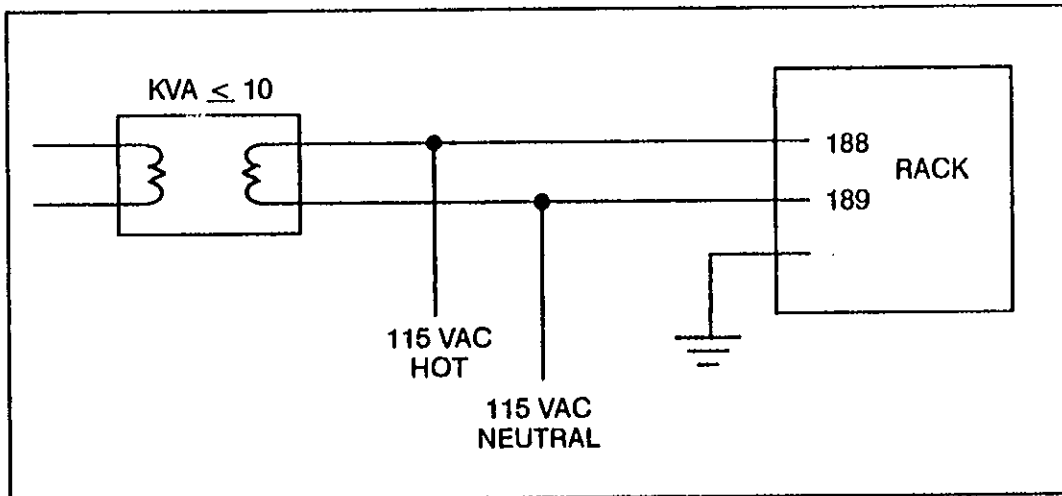 KVA ≤ 10
188
RACK
189
115 VAC
HOT
115 VAC
NEUTRAL